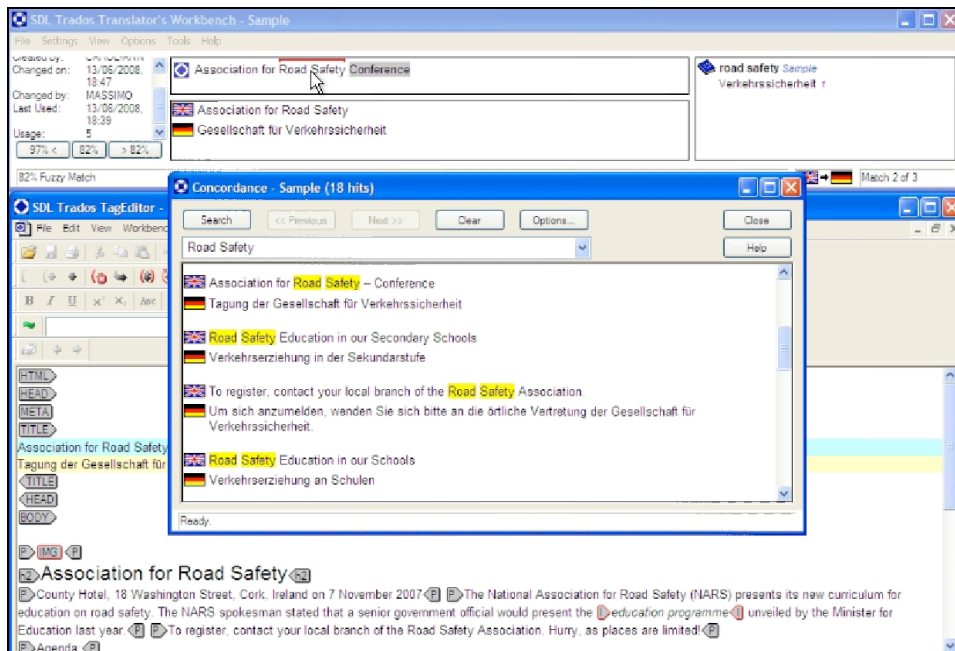 SDL Trados Translator's Workbench - Sample
File Settings View Options Tools Help
Changed on: 13/06/2008, 18:47
Changed by: MASSIMO
Last Used: 13/06/2008, 18:39
Usage: 5
97% < 82% > 82%
Association for Road Safety Conference
Association for Road Safety
Gesellschaft für Verkehrssicherheit
road safety Sample
Verkehrssicherheit
82% Fuzzy Match
Match 2 of 3
SDL Trados TagEditor -
File Edit View Workbenc
B I U X² X₂ Abc
Concordance - Sample (18 hits)
Search << Previous Next >> Clear Options... Close
Road Safety Help
Association for Road Safety – Conference
Tagung der Gesellschaft für Verkehrssicherheit
Road Safety Education in our Secondary Schools
Verkehrserziehung in der Sekundarstufe
To register, contact your local branch of the Road Safety Association.
Um sich anzumelden, wenden Sie sich bitte an die örtliche Vertretung der Gesellschaft für
Verkehrssicherheit.
Road Safety Education in our Schools
Verkehrserziehung an Schulen
Ready.
HTML
HEAD
META
TITLE
Association for Road Safety
Tagung der Gesellschaft für
TITLE
HEAD
BODY
P IMG P
h2 Association for Road Safety h2
P County Hotel, 18 Washington Street, Cork, Ireland on 7 November 2007 P P The National Association for Road Safety (NARS) presents its new curriculum for
education on road safety. The NARS spokesman stated that a senior government official would present the I education programme I unveiled by the Minister for
Education last year. P P To register, contact your local branch of the Road Safety Association. Hurry, as places are limited! P
P Agenda: P